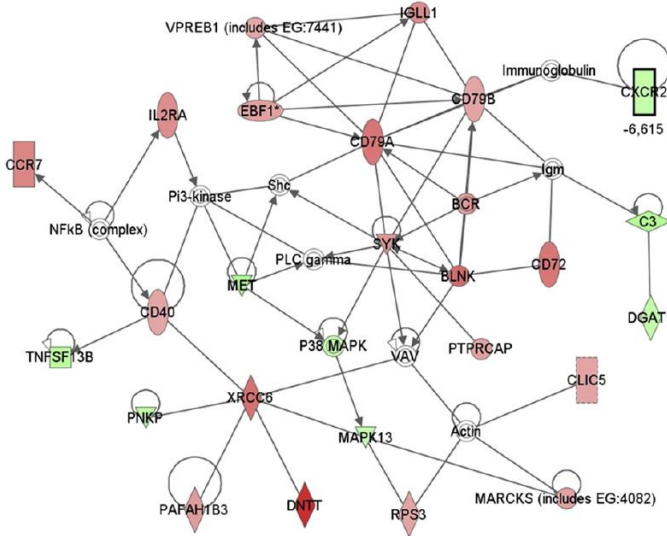 IGLL1
VPREB1 (includes EG:7441)
Immunoglobulin
CD79B
CXCR2
EBF1*
-6,615
IL2RA
CD79A
CCR7
Igm
Shc
Pi3-kinase
BCR
C3
NFkB (complex)
SYK
PLC gamma
CD72
MET
BLNK
CD40
DGAT
P38 MAPK
TNFSF13B
VAV
PTPRCAP
CLIC5
XRCC6
PNKP
MAPK13
Actin
MARCKS (includes EG:4082)
PAFAH1B3
DNTT
RPS3